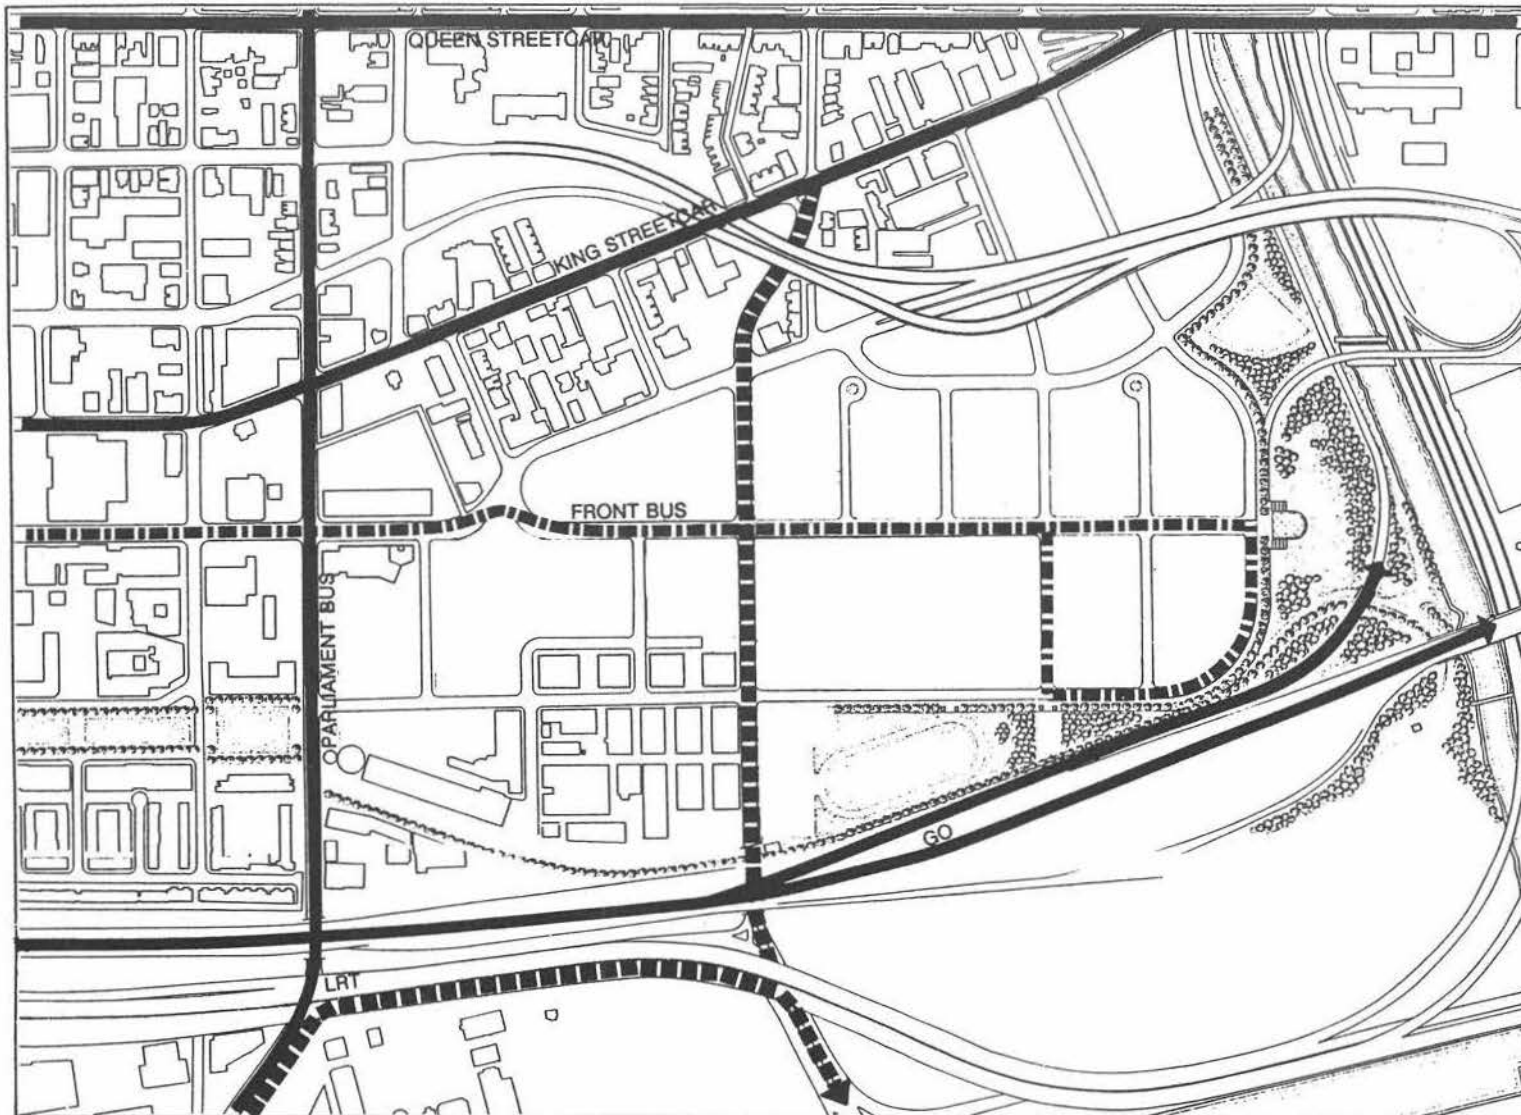 QUEEN STREETCAR
KING STREETCAR
FRONT BUS
PARLIAMENT BUS
GO
LRT